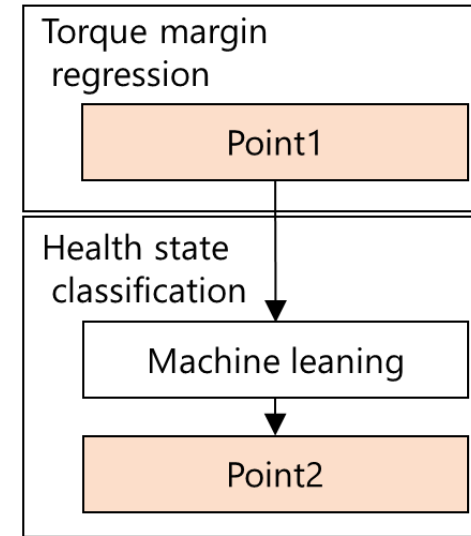 Torque margin
regression
Point1
Health state
classification
Machine leaning
Point2